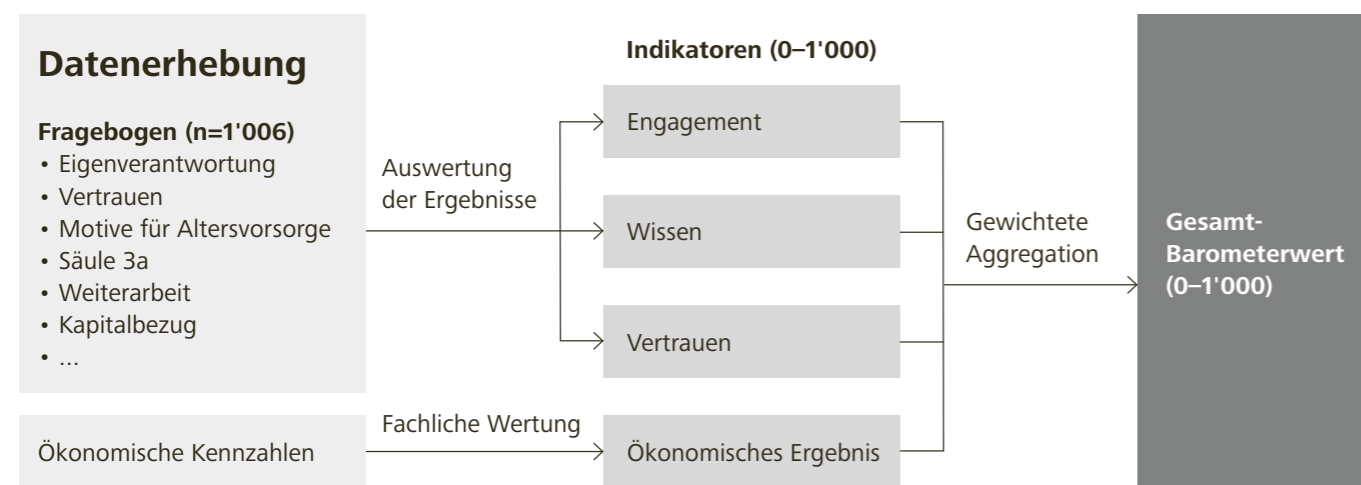 Datenerhebung
Fragebogen (n=1'006)
• Eigenverantwortung
• Vertrauen
• Motive für Altersvorsorge
• Säule 3a
• Weiterarbeit
• Kapitalbezug
• ...
Ökonomische Kennzahlen
Auswertung
der Ergebnisse
Fachliche Wertung
Indikatoren (0–1'000)
Engagement
Wissen
Vertrauen
Ökonomisches Ergebnis
Gewichtete
Aggregation
Gesamt-
Barometerwert
(0–1'000)